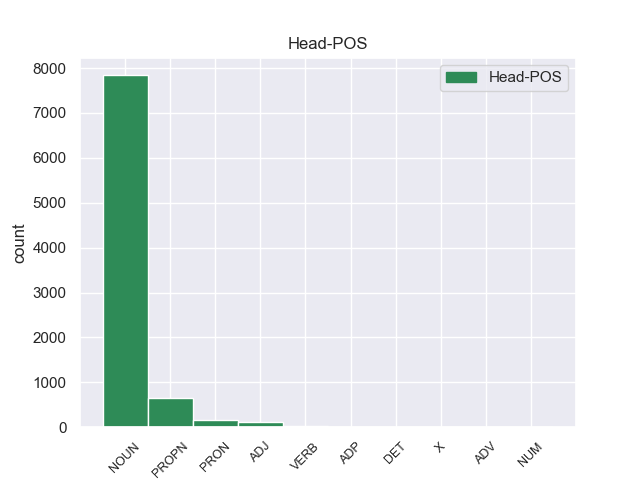 Head-POS
Head-POS
count
8000
7000
6000
5000
4000
3000
2000
1000
0
NOUN
PROPN
PRON
ADJ
VERB
ADP
DET
X
ADV
NUM